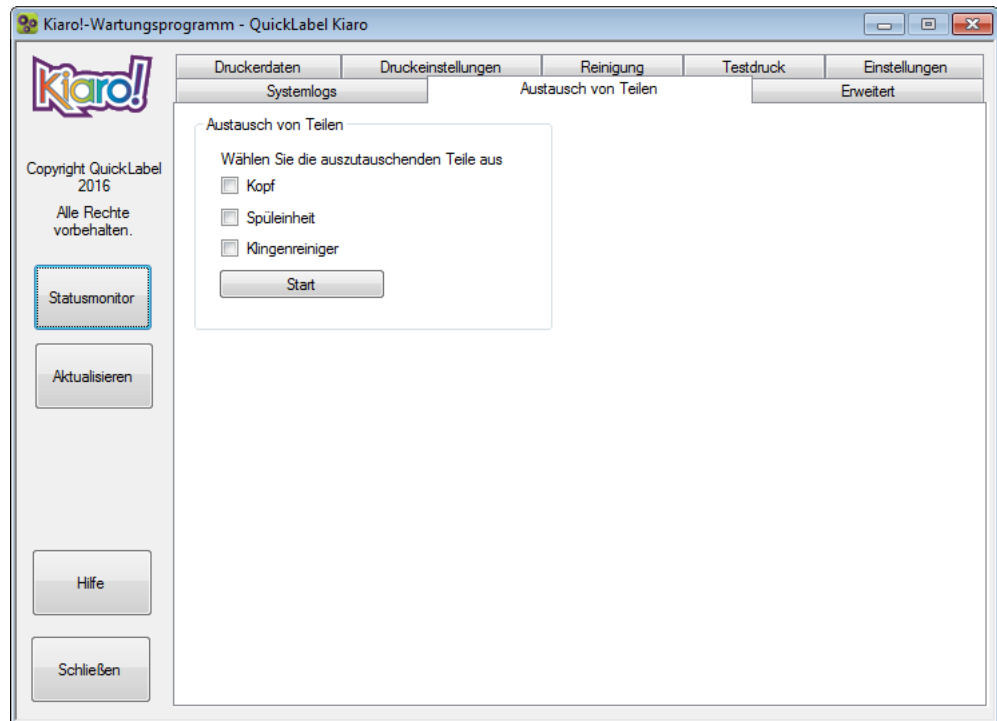 Kiaro!-Wartungsprogramm - QuickLabel Kiaro
Kiaro!
Copyright QuickLabel
2016
Alle Rechte
vorbehalten.
Statusmonitor
Aktualisieren
Hilfe
Schließen
Druckerdaten
Druckeinstellungen
Reinigung
Testdruck
Einstellungen
Systemlogs
Austausch von Teilen
Erweitert
Austausch von Teilen
Wählen Sie die auszutauschenden Teile aus
Kopf
Spüleinheit
Klingenreiniger
Start